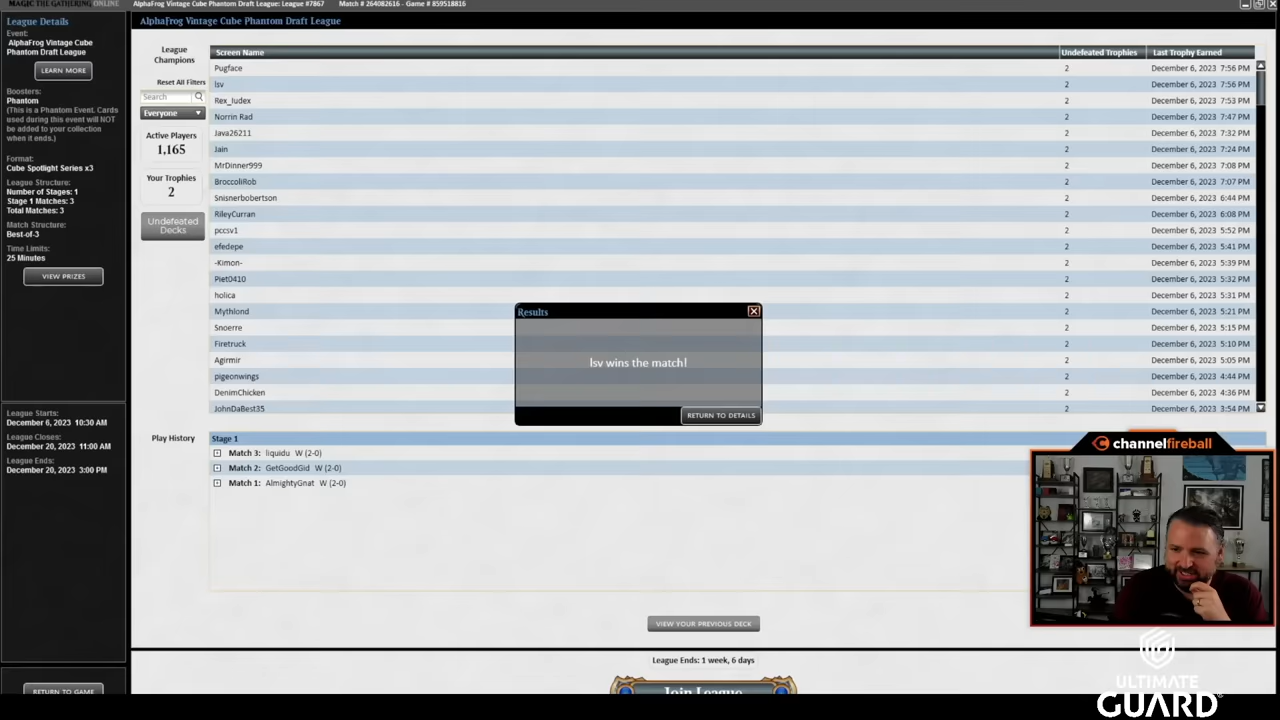 MAGIC THE GATHERING ONLINE
AlphaFrog Vintage Cube Phantom Draft League: League #7867
Match # 264082616 - Game # 859518816
League Details
Event:
AlphaFrog Vintage Cube
Phantom Draft League
LEARN MORE
Boosters:
Phantom
(This is a Phantom Event. Cards
used during this event will NOT
be added to your collection
when it ends.)
Format:
Cube Spotlight Series x3
League Structure:
Number of Stages: 1
Stage 1 Matches: 3
Total Matches: 3
Match Structure:
Best-of-3
Time Limits:
25 Minutes
VIEW PRIZES
League Starts:
December 6, 2023 10:30 AM
League Closes:
December 20, 2023 11:00 AM
League Ends:
December 20, 2023 3:00 PM
RETURN TO GAME
AlphaFrog Vintage Cube Phantom Draft League
League
Champions
Reset All Filters
Search
Everyone
Active Players
1,165
Your Trophies
2
Undefeated
Decks
Screen Name Undefeated Trophies Last Trophy Earned
Pugface 2 December 6, 2023 7:56 PM
lsv 2 December 6, 2023 7:56 PM
Rex_Iudex 2 December 6, 2023 7:53 PM
Norrin Rad 2 December 6, 2023 7:47 PM
Java26211 2 December 6, 2023 7:32 PM
Jain 2 December 6, 2023 7:24 PM
MrDinner999 2 December 6, 2023 7:08 PM
BroccoliRob 2 December 6, 2023 7:07 PM
Snisnerbobertson 2 December 6, 2023 6:44 PM
RileyCurran 2 December 6, 2023 6:08 PM
pccsv1 2 December 6, 2023 5:52 PM
efedepe 2 December 6, 2023 5:41 PM
-Kimon- 2 December 6, 2023 5:39 PM
Piet0410 2 December 6, 2023 5:32 PM
holica 2 December 6, 2023 5:31 PM
Mythlond 2 December 6, 2023 5:21 PM
Snoerre 2 December 6, 2023 5:15 PM
Firetruck 2 December 6, 2023 5:10 PM
Agirmir 2 December 6, 2023 5:05 PM
pigeonwings 2 December 6, 2023 4:44 PM
DenimChicken 2 December 6, 2023 4:36 PM
JohnDaBest35 2 December 6, 2023 3:54 PM
Results
lsv wins the match!
RETURN TO DETAILS
Play History
Stage 1
Match 3: liquidu W (2-0)
Match 2: GetGoodGid W (2-0)
Match 1: AlmightyGnat W (2-0)
VIEW YOUR PREVIOUS DECK
League Ends: 1 week, 6 days
Join League
channelfireball
ULTIMATE
GUARD